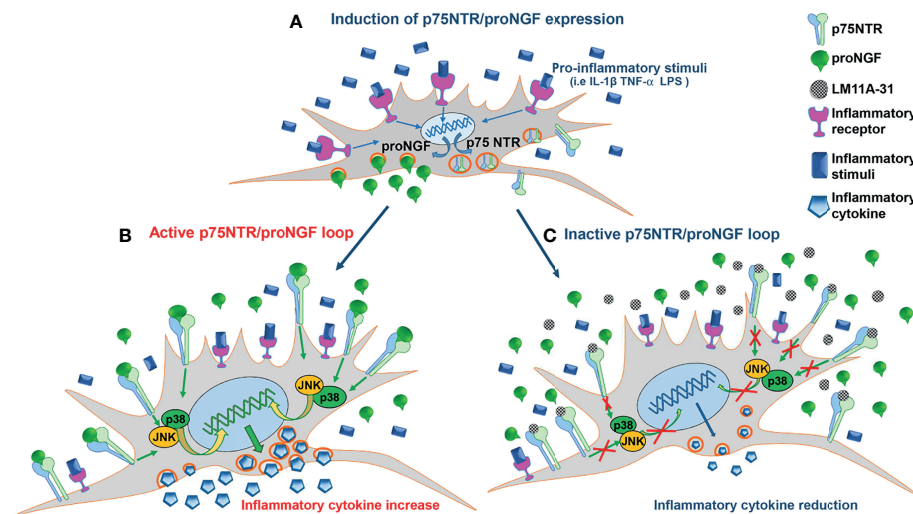 A Induction of p75NTR/proNGF expression
Pro-inflammatory stimuli
(i.e IL-1β TNF-α LPS )
proNGF
p75 NTR
p75NTR
proNGF
LM11A-31
Inflammatory
receptor
Inflammatory
stimuli
Inflammatory
cytokine
B Active p75NTR/proNGF loop
p38
JNK
JNK
p38
Inflammatory cytokine increase
C Inactive p75NTR/proNGF loop
p38
JNK
JNK
p38
Inflammatory cytokine reduction